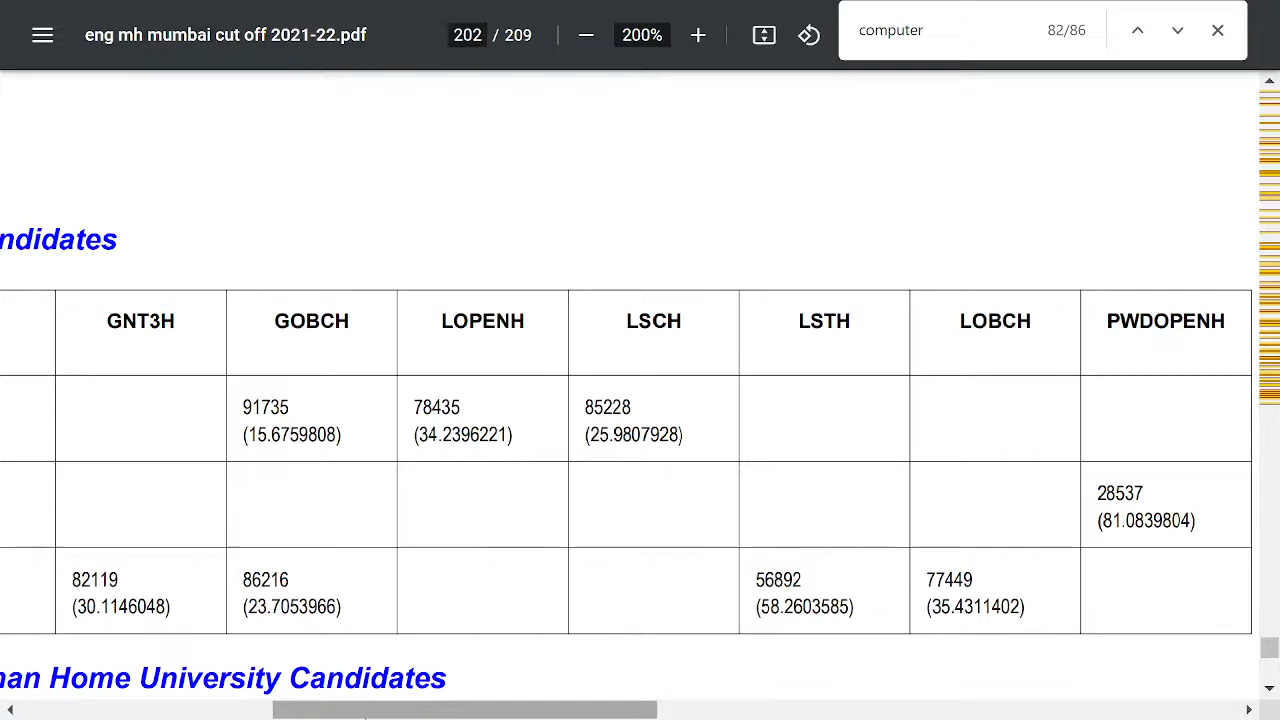 eng mh mumbai cut off 2021-22.pdf
202 / 209
200%
computer
82/86
ndidates
GNT3H GOBCH LOPENH LSCH LSTH LOBCH PWDOPENH
91735 78435 85228
(15.6759808) (34.2396221) (25.9807928)
28537
(81.0839804)
82119 86216 56892 77449
(30.1146048) (23.7053966) (58.2603585) (35.4311402)
nan Home University Candidates